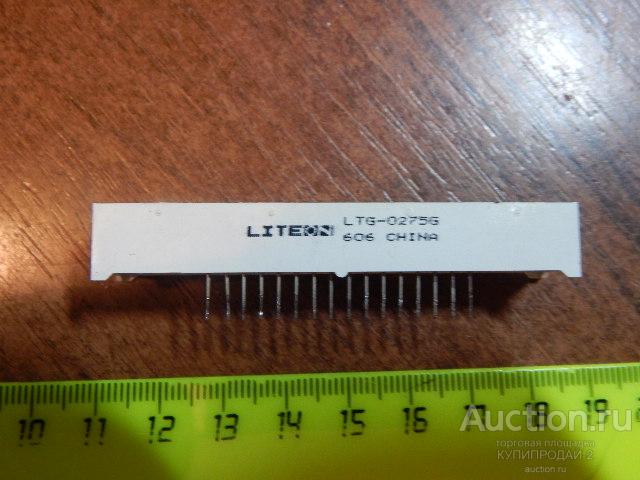 LITEON
LTG-0275G
606 CHINA
10 11 12 13 14 15 16 17 18 19
Auction.ru
торговая площадка
КУПИПРОДАЙ-2
auction.ru